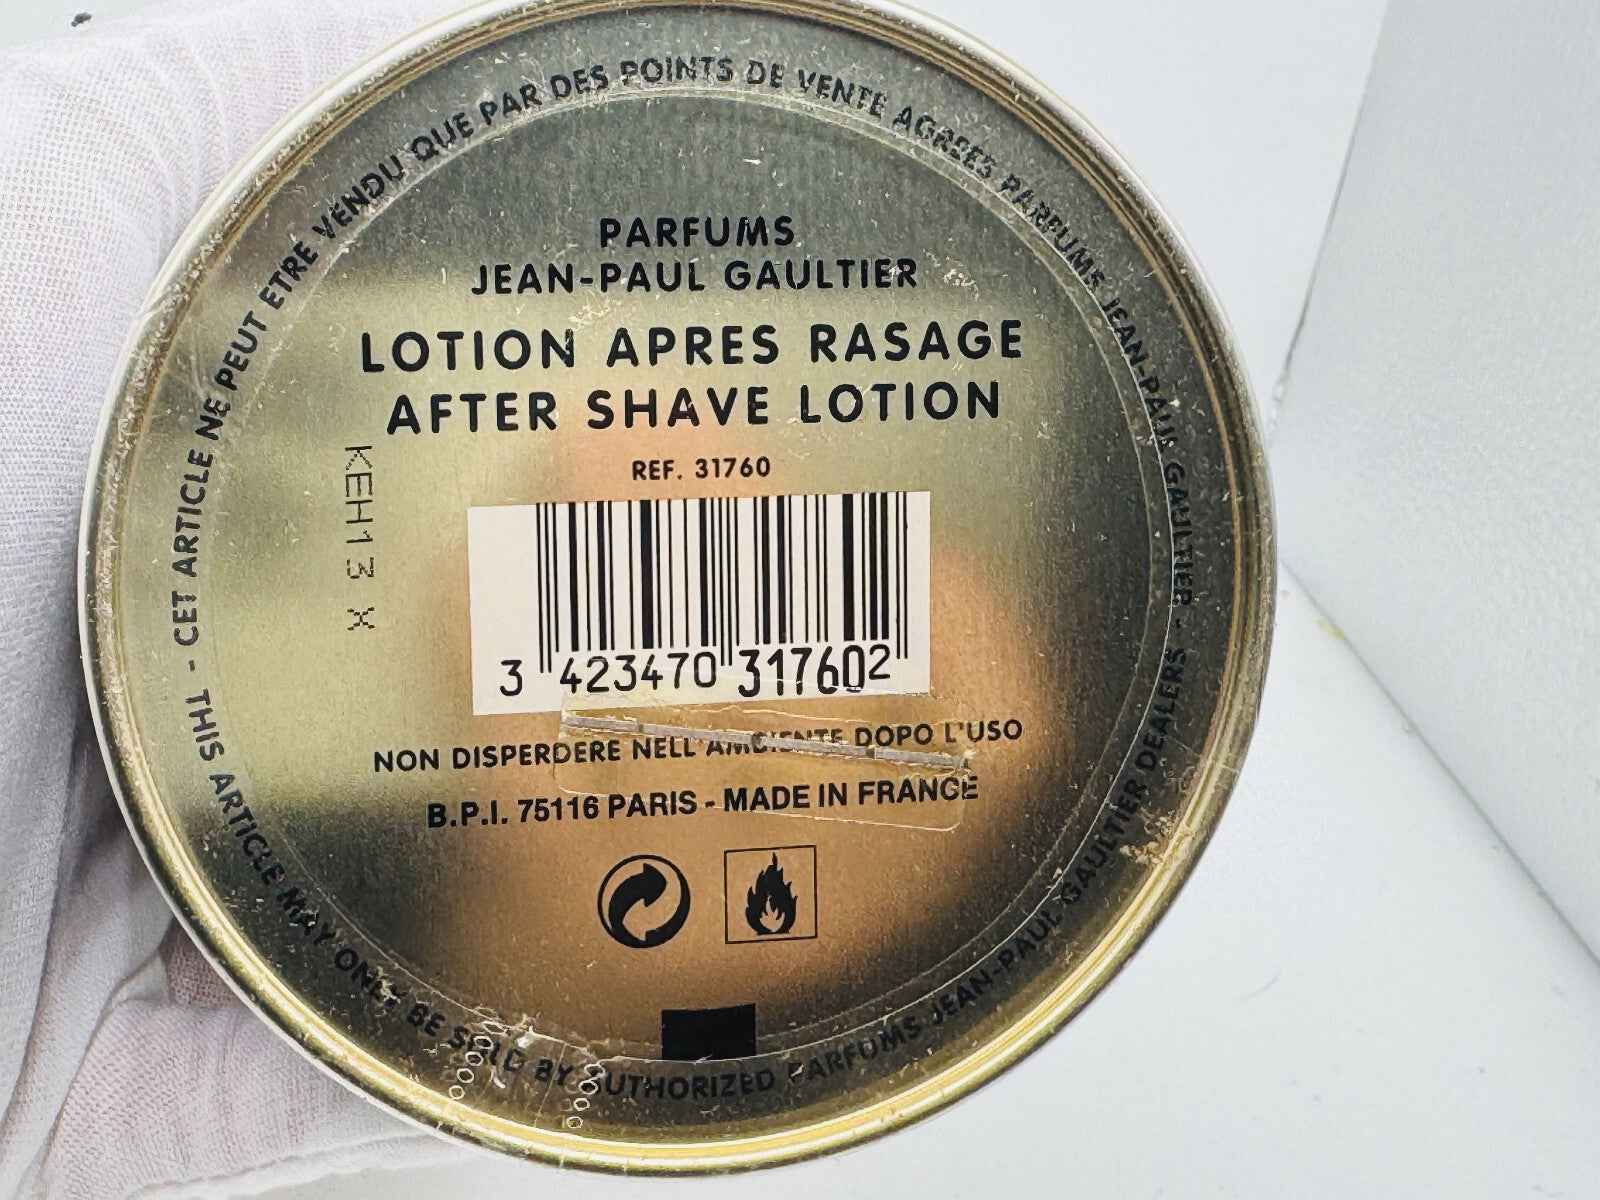 CET ARTICLE NE PEUT ETRE VENDU QUE PAR DES POINTS DE VENTE AGREES PARFUMS JEAN-PAUL GAULTIER -
THIS ARTICLE MAY ONLY BE SOLD BY AUTHORIZED PARFUMS JEAN-PAUL GAULTIER DEALERS -
PARFUMS
JEAN-PAUL GAULTIER
LOTION APRES RASAGE
AFTER SHAVE LOTION
REF. 31760
KEH13 X
3 423470 317602
NON DISPERDERE NELL'AMBIENTE DOPO L'USO
B.P.I. 75116 PARIS - MADE IN FRANCE